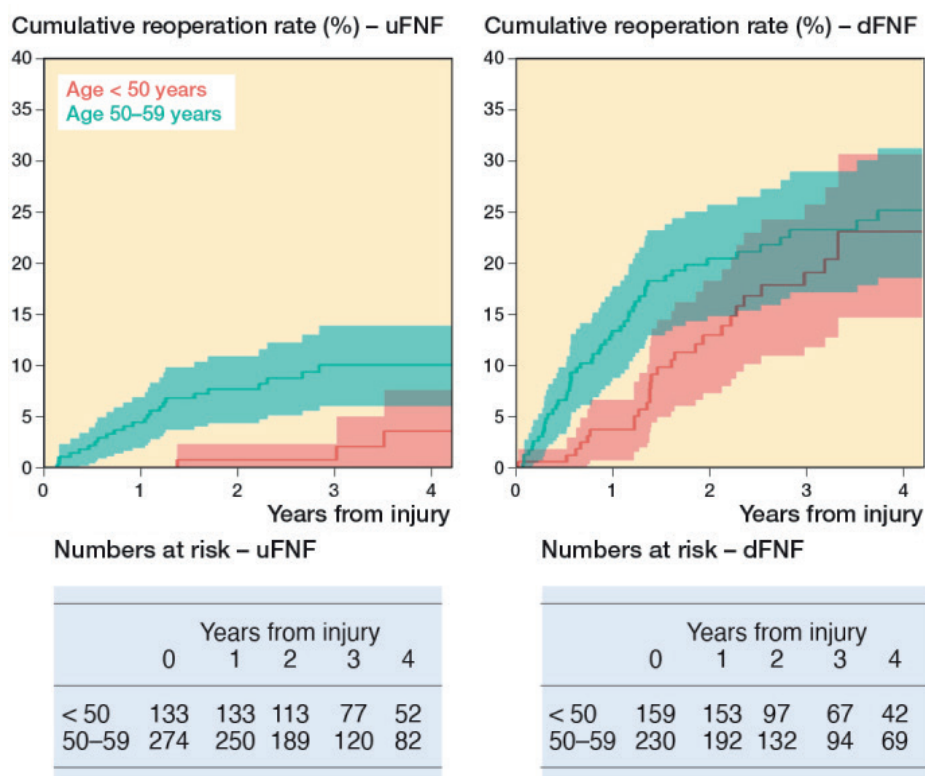 Cumulative reoperation rate (%) – uFNF
40
35
30
25
20
15
10
5
0
Age < 50 years
Age 50–59 years
0 1 2 3 4
Years from injury
Cumulative reoperation rate (%) – dFNF
40
35
30
25
20
15
10
5
0
0 1 2 3 4
Years from injury
Numbers at risk – uFNF
Years from injury
0 1 2 3 4
< 50 133 133 113 77 52
50–59 274 250 189 120 82
Numbers at risk – dFNF
Years from injury
0 1 2 3 4
< 50 159 153 97 67 42
50–59 230 192 132 94 69